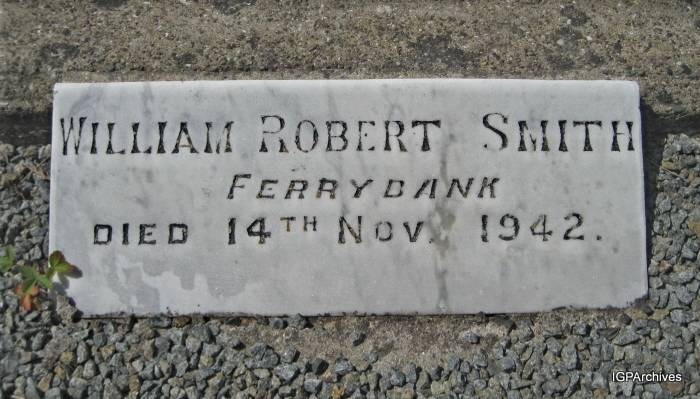 WILLIAM ROBERT SMITH
FERRYBANK
DIED 14TH NOV. 1942.
IGPArchives